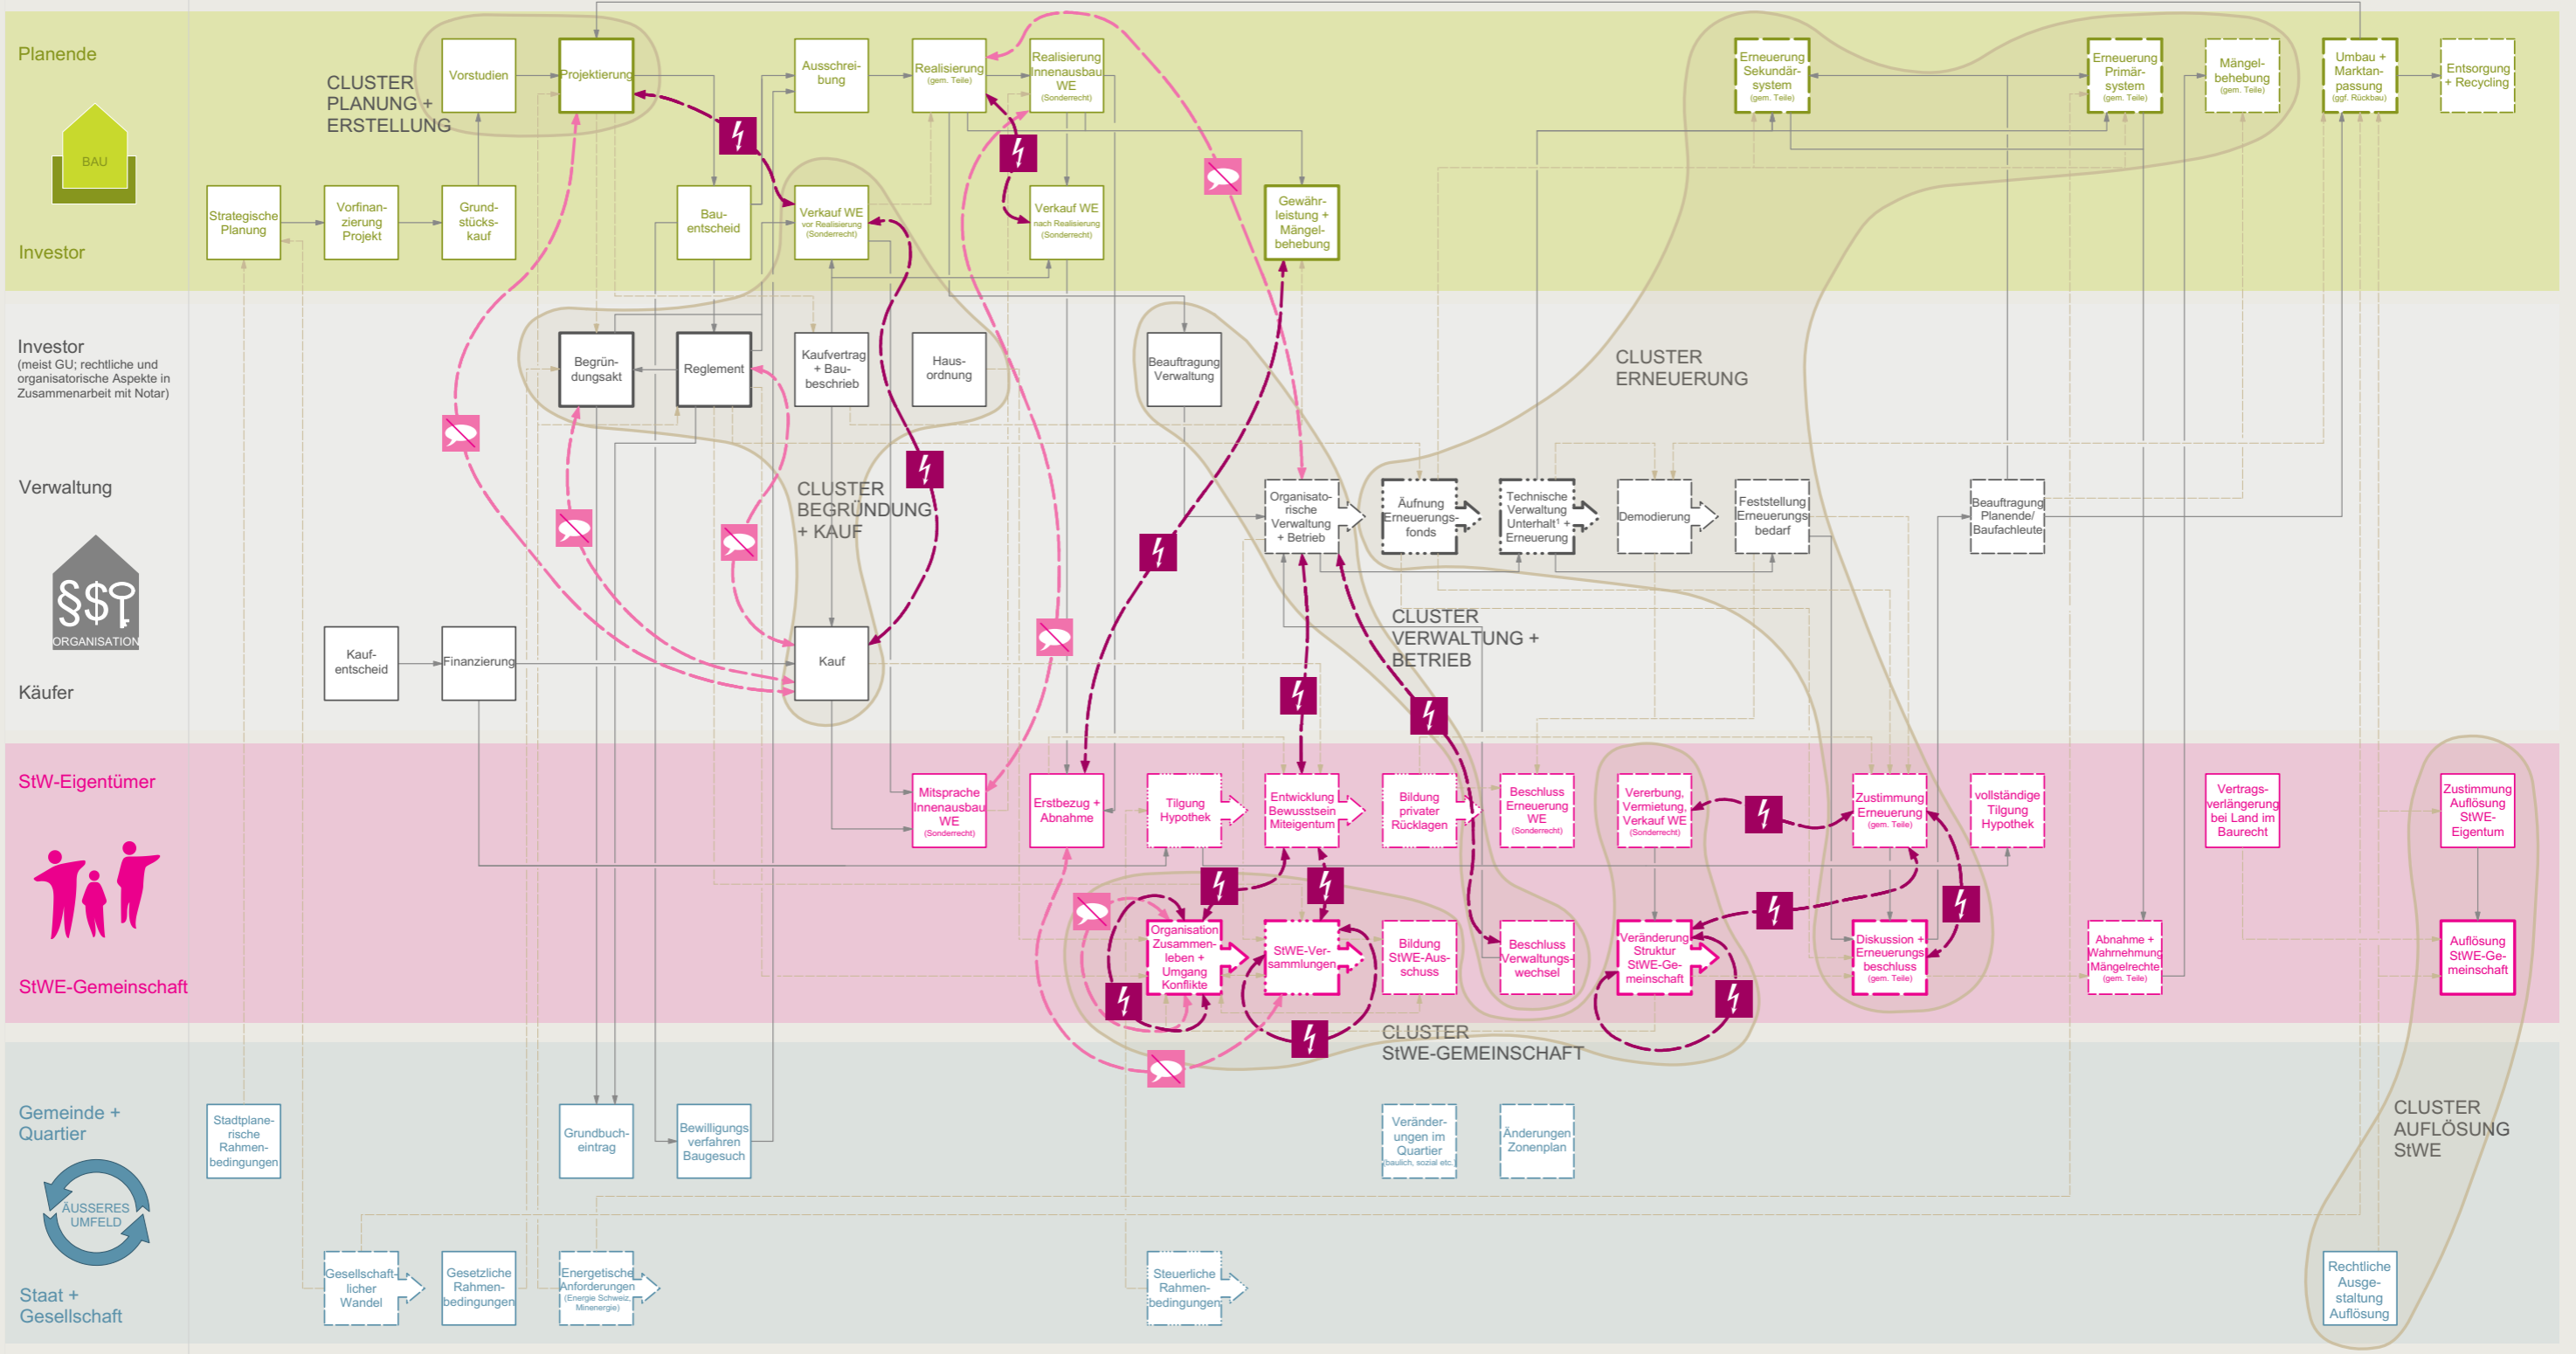 Planende
BAU
Investor
CLUSTER
PLANUNG +
ERSTELLUNG
Vorstudien
Projektierung
Ausschrei-
bung
Realisierung
(gem. Teile)
Realisierung
Innenausbau
WE
(Sonderrecht)
Erneuerung
Sekundär-
system
(gem. Teile)
Erneuerung
Primär-
system
(gem. Teile)
Mängel-
behebung
(gem. Teile)
Umbau +
Marktan-
passung
(ggf. Rückbau)
Entsorgung
+ Recycling
Strategische
Planung
Vorfinan-
zierung
Projekt
Grund-
stücks-
kauf
Bau-
entscheid
Verkauf WE
vor Realisierung
(Sonderrecht)
Verkauf WE
nach Realisierung
(Sonderrecht)
Gewähr-
leistung +
Mängel-
behebung
Investor
(meist GU; rechtliche und
organisatorische Aspekte in
Zusammenarbeit mit Notar)
Begrün-
dungsakt
Reglement
Kaufvertrag
+ Bau-
beschrieb
Haus-
ordnung
Beauftragung
Verwaltung
CLUSTER
ERNEUERUNG
Verwaltung
CLUSTER
BEGRÜNDUNG
+ KAUF
Organisato-
rische
Verwaltung
+ Betrieb
Äufnung
Erneuerungs-
fonds
Technische
Verwaltung
Unterhalt¹ +
Erneuerung
Demodierung
Feststellung
Erneuerungs
bedarf
Beauftragung
Planende/
Baufachleute
§$
ORGANISATION
Käufer
Kauf-
entscheid
Finanzierung
Kauf
CLUSTER
VERWALTUNG +
BETRIEB
StW-Eigentümer
Mitsprache
Innenausbau
WE
(Sonderrecht)
Erstbezug +
Abnahme
Tilgung
Hypothek
Entwicklung
Bewusstsein
Miteigentum
Bildung
privater
Rücklagen
Beschluss
Erneuerung
WE
(Sonderrecht)
Vererbung,
Vermietung,
Verkauf WE
(Sonderrecht)
Zustimmung
Erneuerung
(gem. Teile)
vollständige
Tilgung
Hypothek
Vertrags-
verlängerung
bei Land im
Baurecht
Zustimmung
Auflösung
StWE-
Eigentum
StWE-Gemeinschaft
Organisation
Zusammen-
leben +
Umgang
Konflikte
StWE-Ver-
sammlungen
Bildung
StWE-Aus-
schuss
Beschluss
Verwaltungs-
wechsel
Veränderung
Struktur
StWE-Ge-
meinschaft
Diskussion +
Erneuerungs
beschluss
(gem. Teile)
Abnahme +
Wahrnehmung
Mängelrechte
(gem. Teile)
Auflösung
StWE-Ge-
meinschaft
CLUSTER
StWE-GEMEINSCHAFT
Gemeinde +
Quartier
Stadtplane-
rische
Rahmen-
bedingungen
Grundbuch-
eintrag
Bewilligungs
verfahren
Baugesuch
Veränder-
ungen im
Quartier
(baulich, sozial etc.)
Änderungen
Zonenplan
CLUSTER
AUFLÖSUNG
StWE
ÄUSSERES
UMFELD
Staat +
Gesellschaft
Gesellschaft-
licher
Wandel
Gesetzliche
Rahmen-
bedingungen
Energetische
Anforderungen
(Energie Schweiz,
Minenergie)
Steuerliche
Rahmen-
bedingungen
Rechtliche
Ausge-
staltung
Auflösung